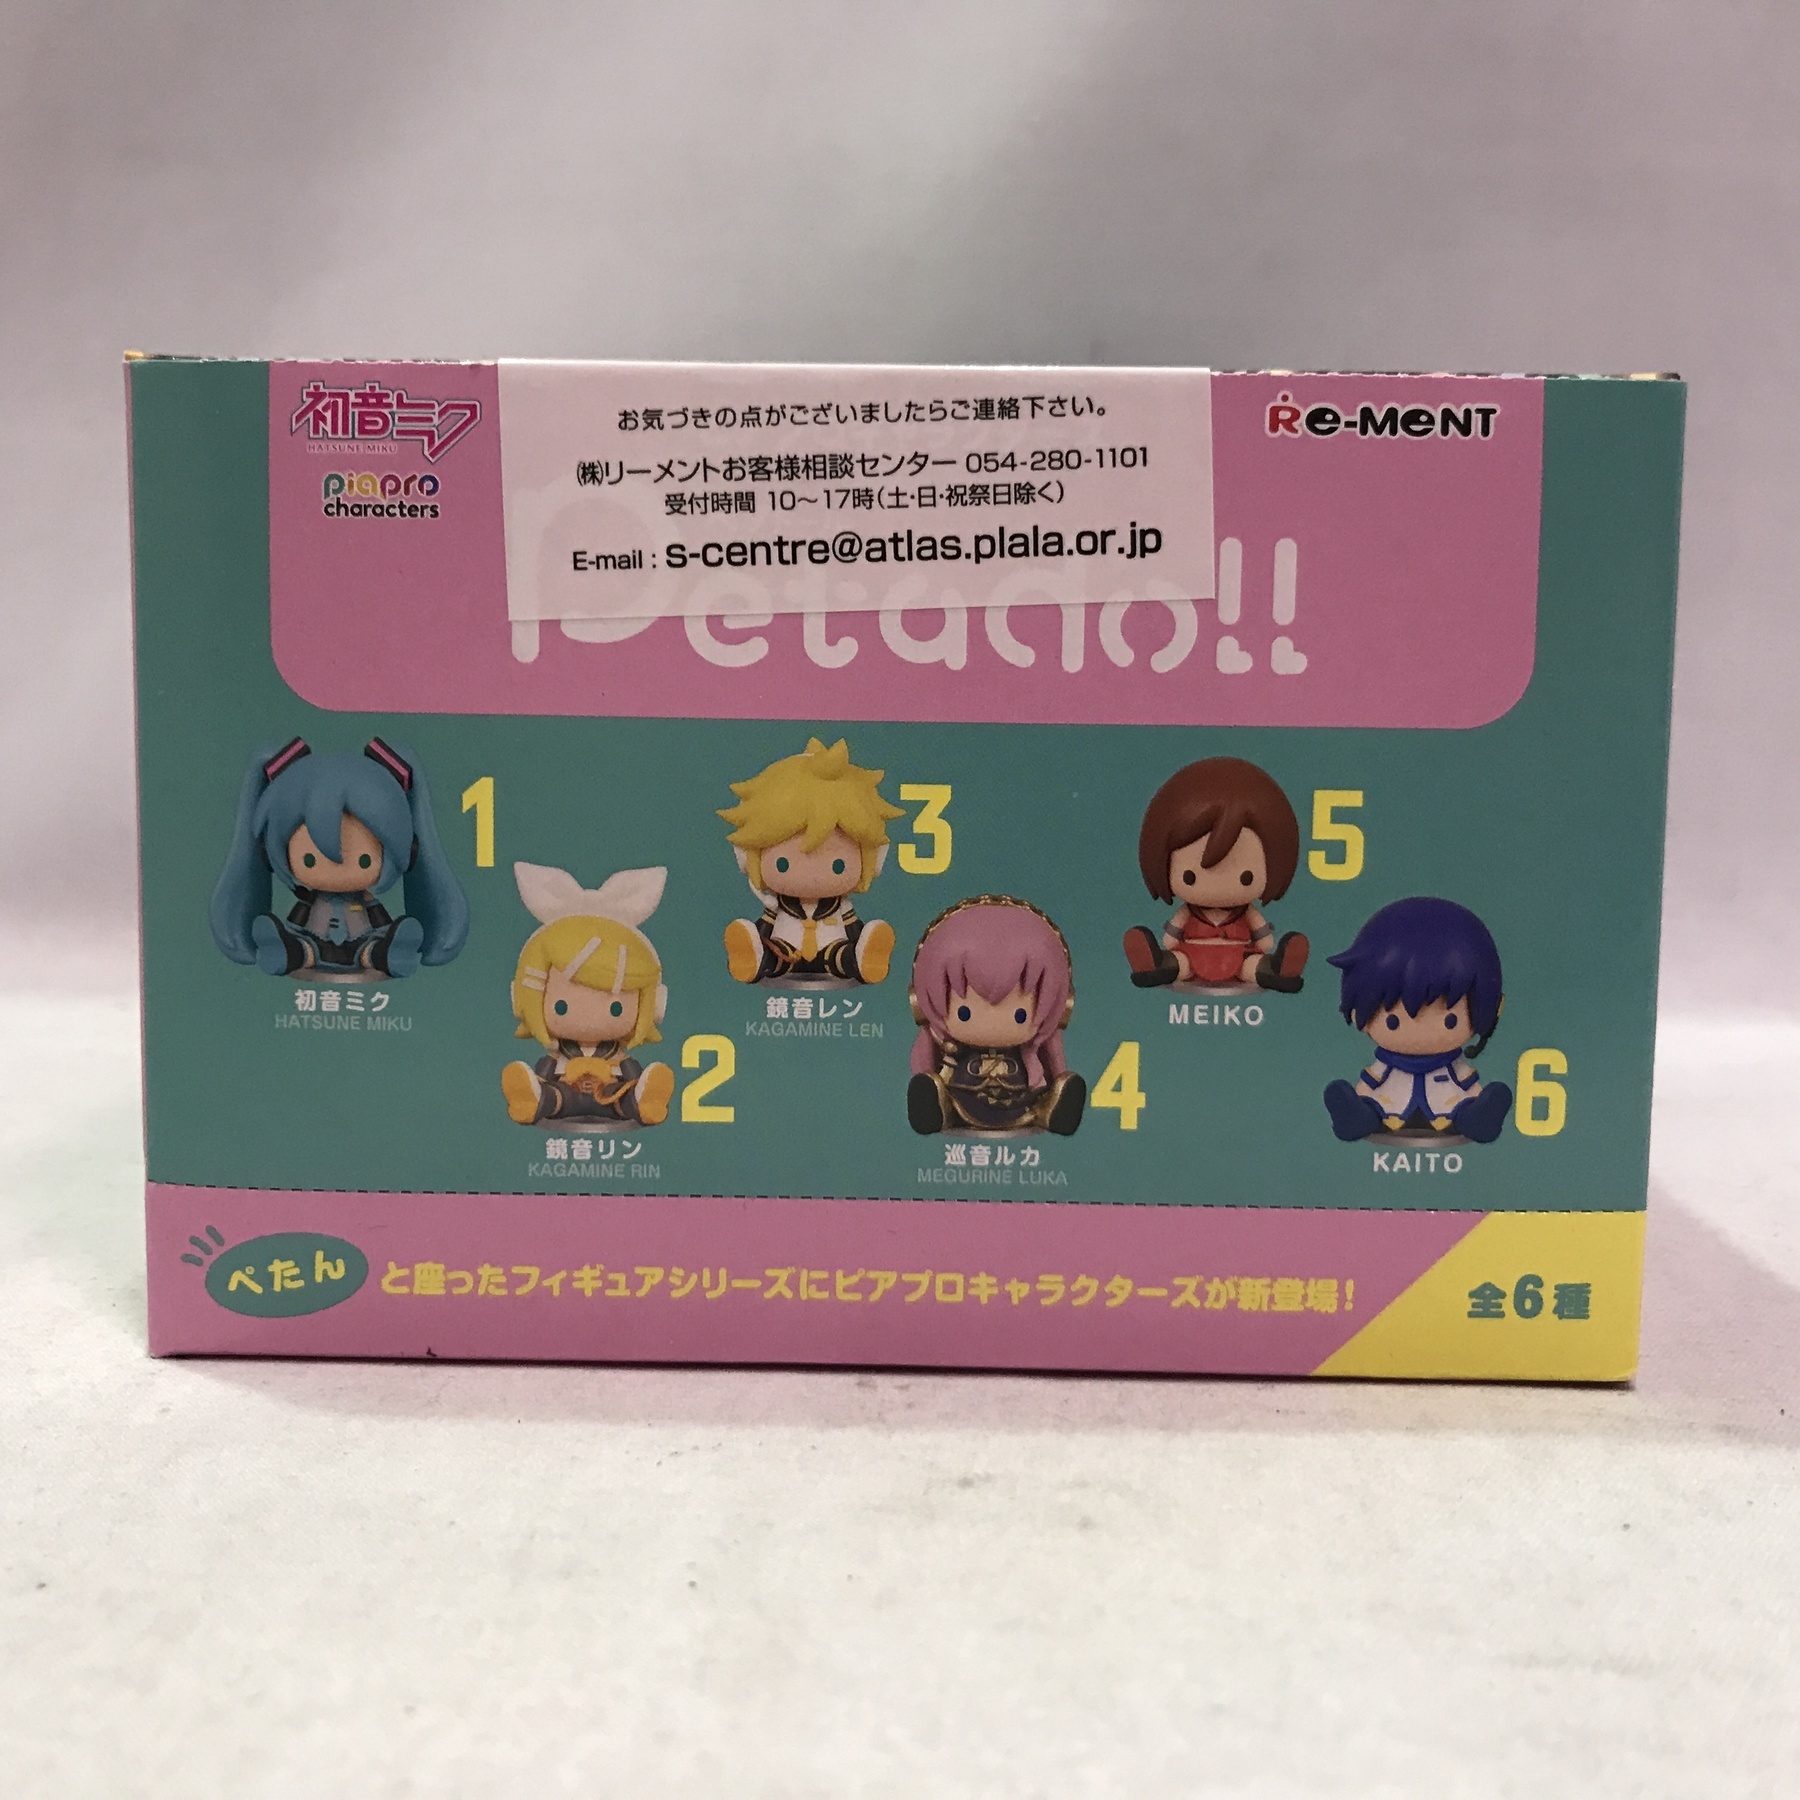 初音ミク
HATSUNE MIKU
piapro
characters
お気づきの点がございましたらご連絡下さい。
㈱リーメントお客様相談センター 054-280-1101
受付時間 10〜17時(土・日・祝祭日除く)
E-mail : s-centre@atlas.plala.or.jp
Re-MeNT
Petado!!
1
初音ミク
HATSUNE MIKU
2
鏡音リン
KAGAMINE RIN
3
鏡音レン
KAGAMINE LEN
4
巡音ルカ
MEGURINE LUKA
5
MEIKO
6
KAITO
ぺたんと座ったフィギュアシリーズにピアプロキャラクターズが新登場!
全6種